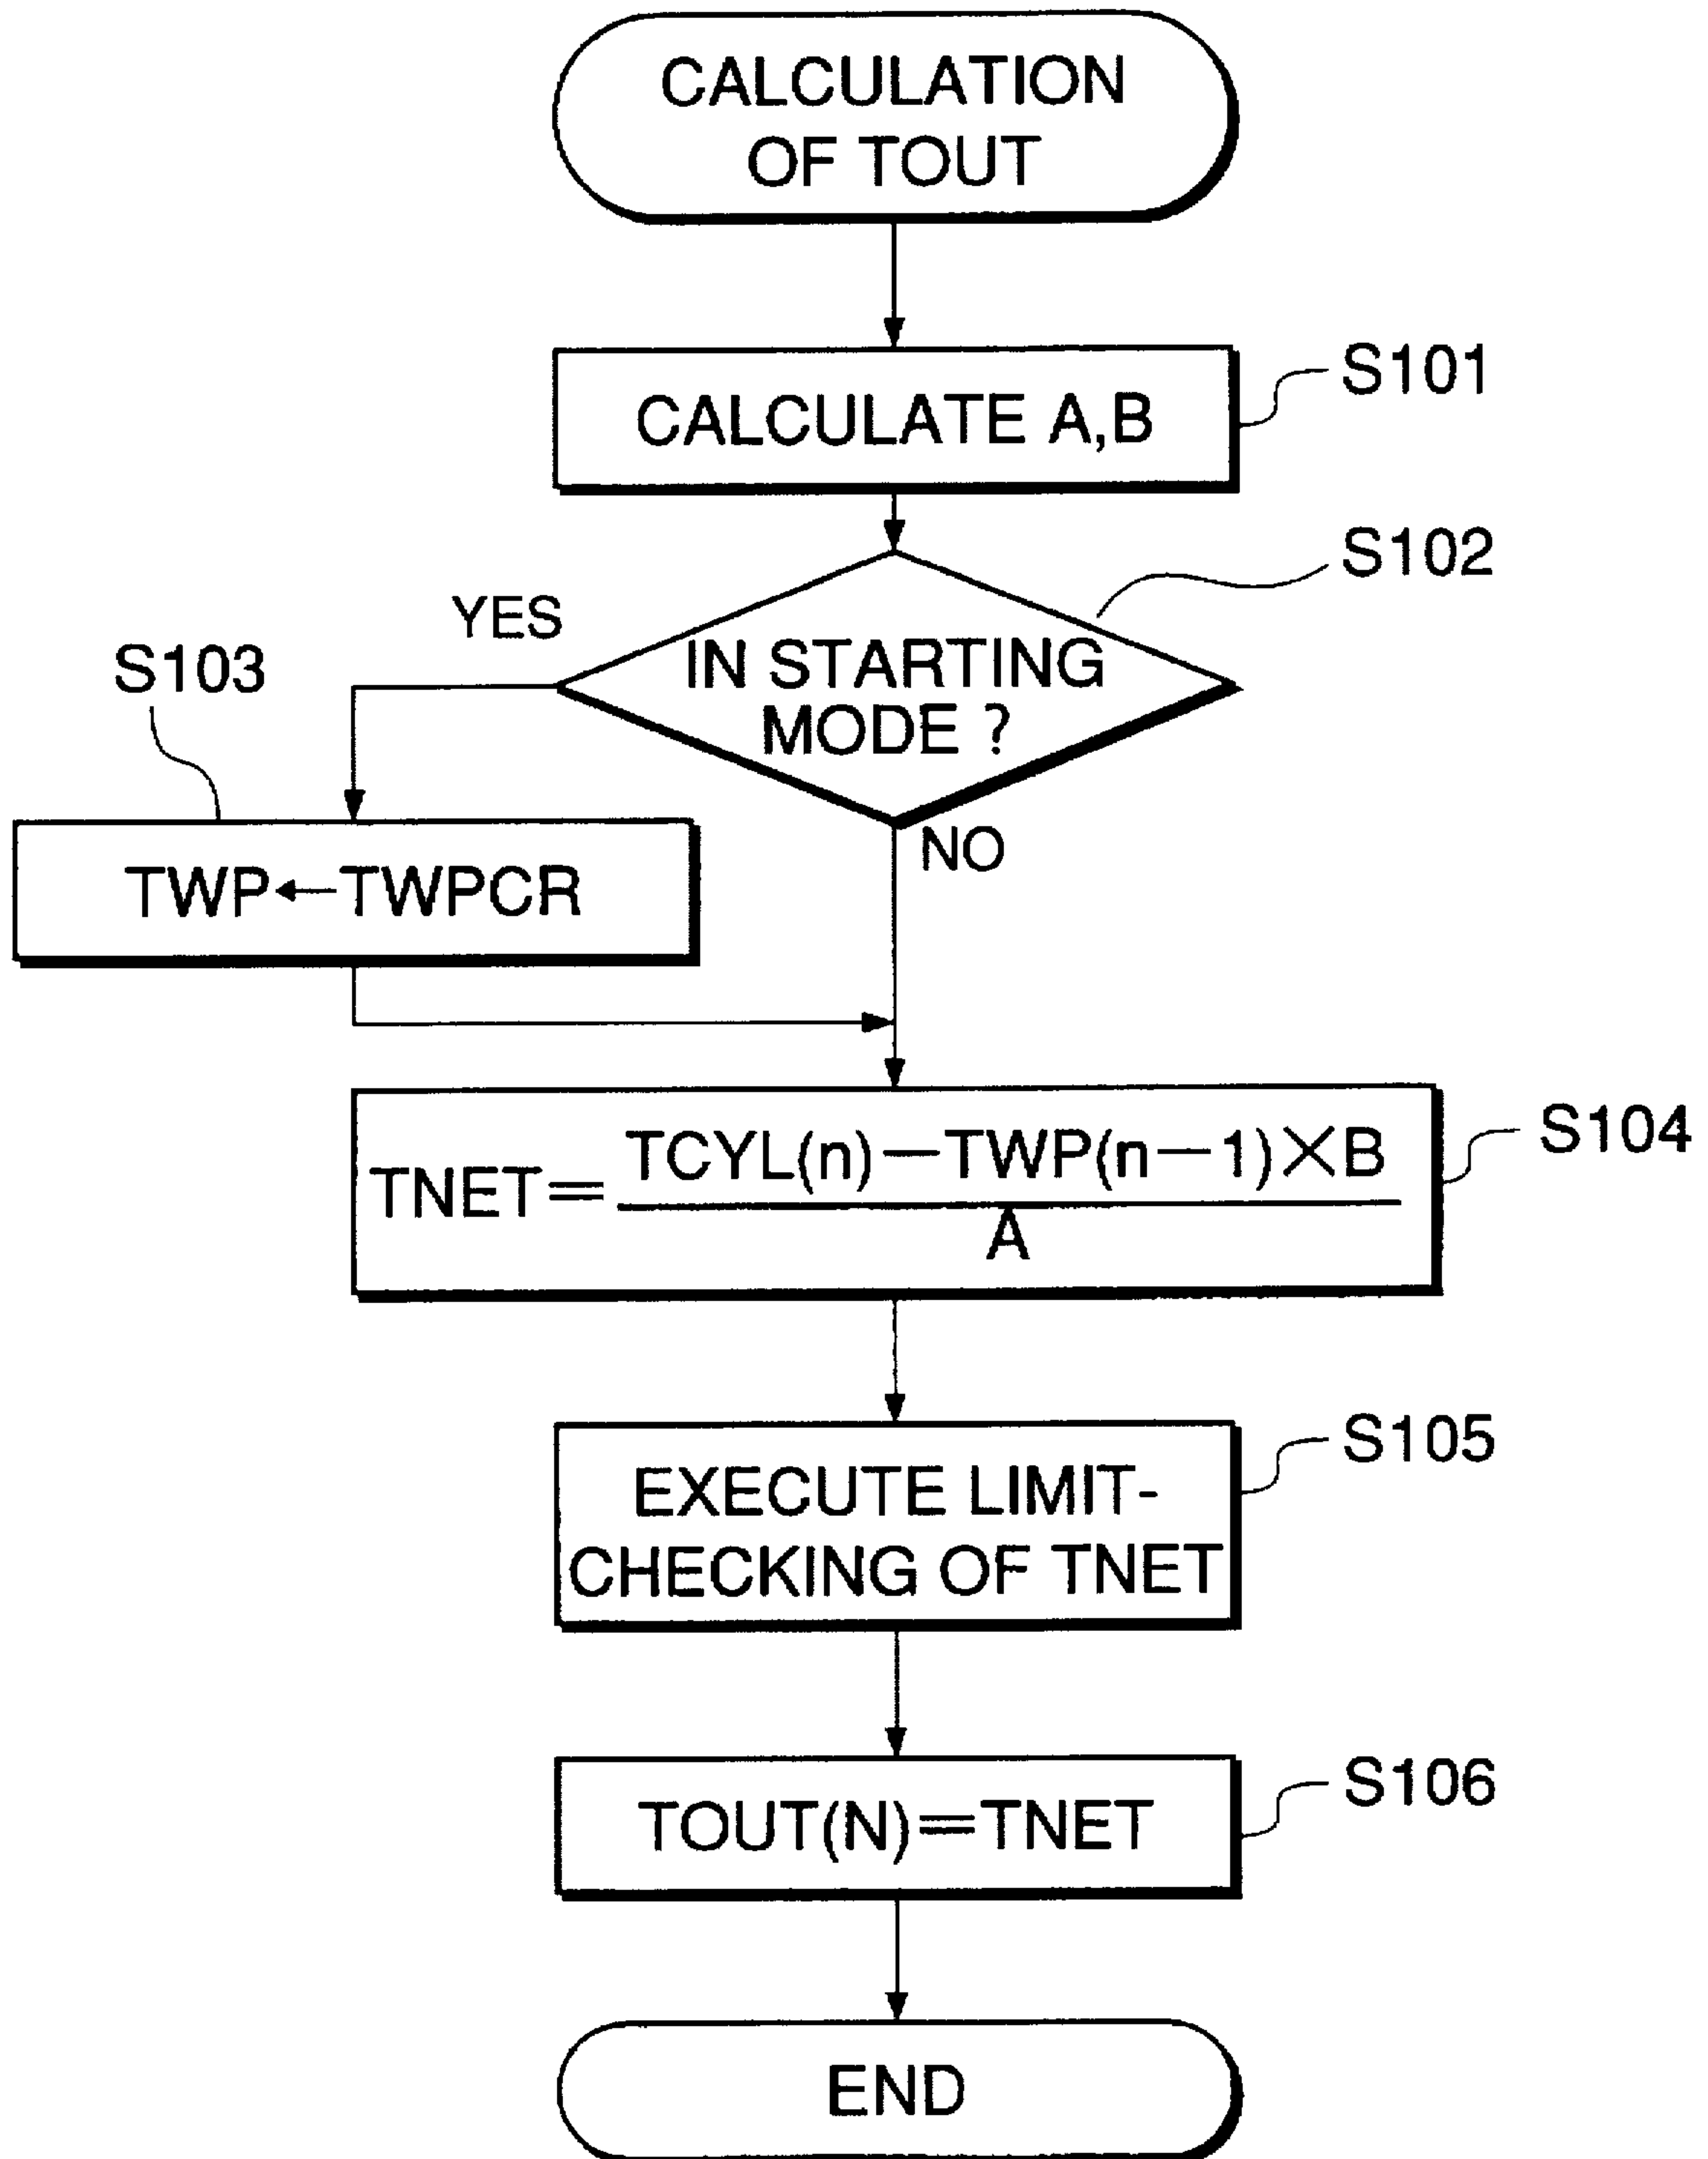 CALCULATION
OF TOUT
S101
CALCULATE A,B
S102
YES
IN STARTING
MODE ?
S103
NO
TWP←TWPCR
S104
TCYL(n)−TWP(n−1)×B
TNET=
A
S105
EXECUTE LIMIT-
CHECKING OF TNET
S106
TOUT(N)=TNET
END